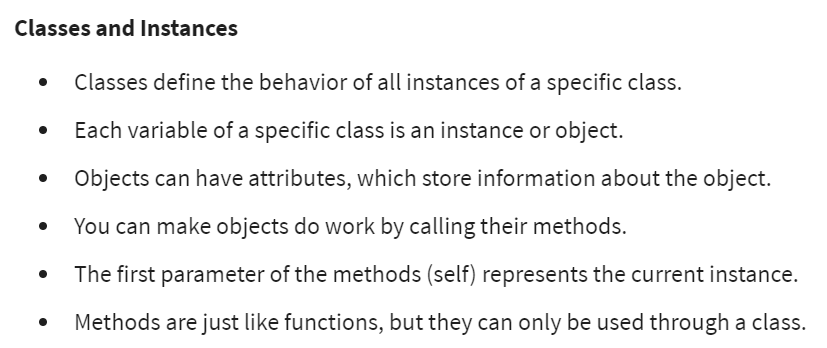 Classes and Instances
• Classes define the behavior of all instances of a specific class.
• Each variable of a specific class is an instance or object.
• Objects can have attributes, which store information about the object.
• You can make objects do work by calling their methods.
• The first parameter of the methods (self) represents the current instance.
• Methods are just like functions, but they can only be used through a class.